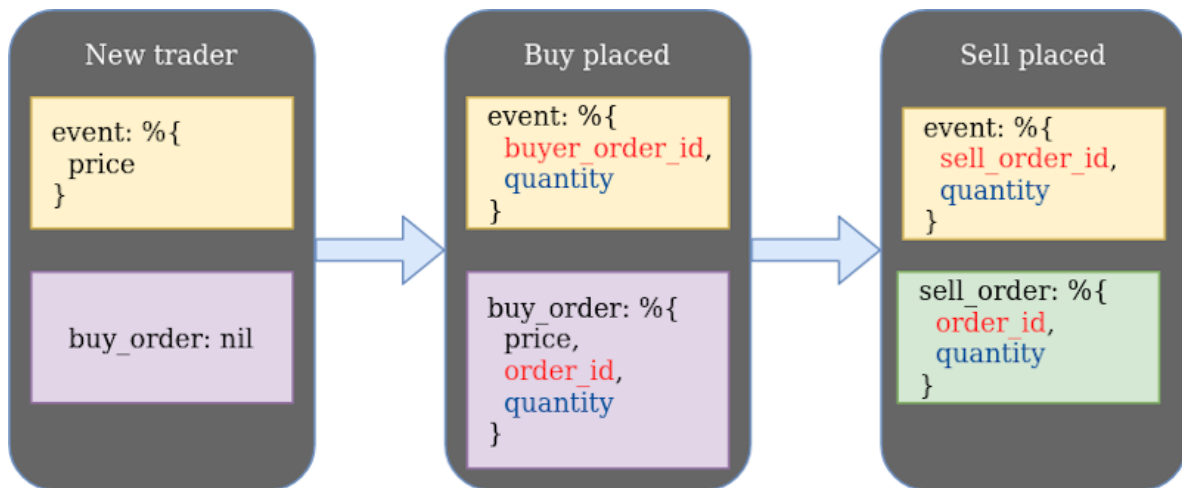 New trader
event: %{
price
}
buy_order: nil
Buy placed
event: %{
buyer_order_id,
quantity
}
buy_order: %{
price,
order_id,
quantity
}
Sell placed
event: %{
sell_order_id,
quantity
}
sell_order: %{
order_id,
quantity
}